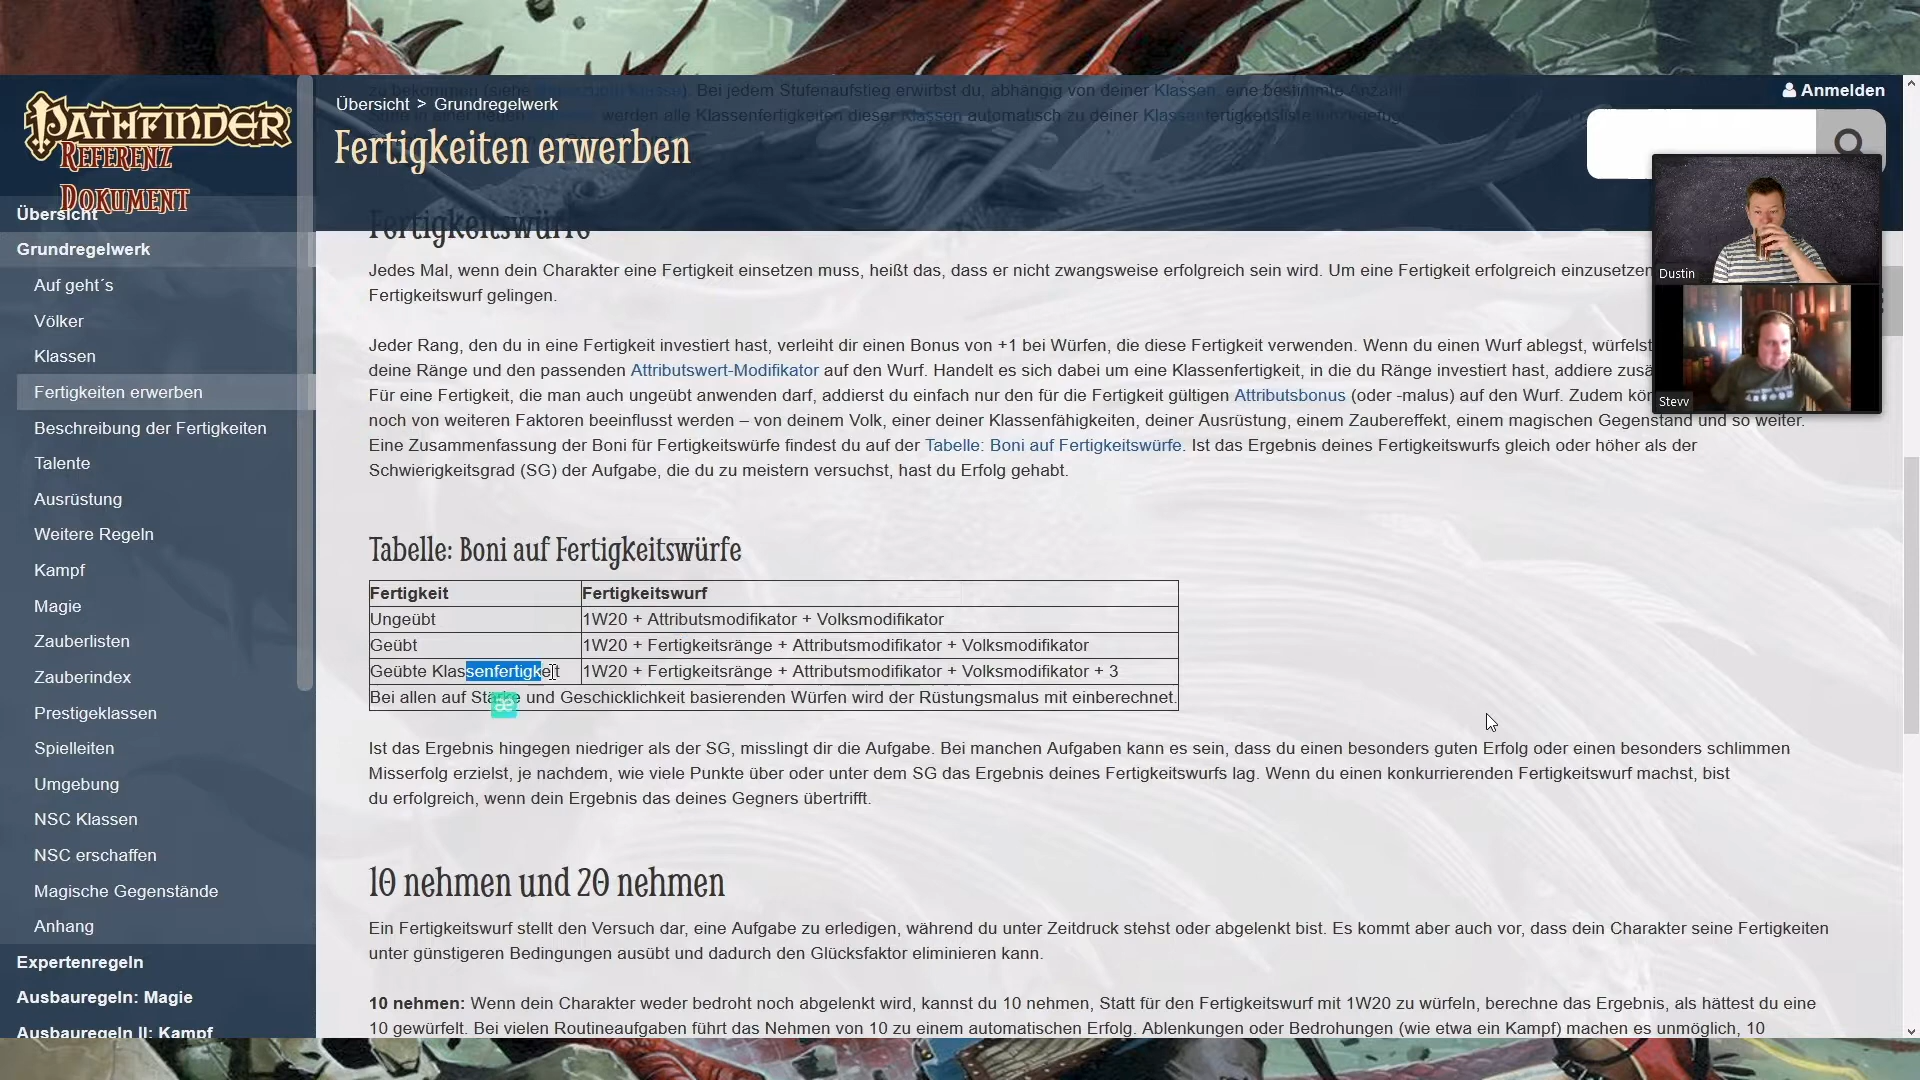 PATHFINDER
REFERENZ
DOKUMENT
Übersicht
Grundregelwerk
Auf geht´s
Völker
Klassen
Fertigkeiten erwerben
Beschreibung der Fertigkeiten
Talente
Ausrüstung
Weitere Regeln
Kampf
Magie
Zauberlisten
Zauberindex
Prestigeklassen
Spielleiten
Umgebung
NSC Klassen
NSC erschaffen
Magische Gegenstände
Anhang
Expertenregeln
Ausbauregeln: Magie
Ausbauregeln II: Kampf
Übersicht > Grundregelwerk
Anmelden
zu bekommen (siehe Klasse). Bei jedem Stufenaufstieg erwirbst du, abhängig von deiner Klassen, eine bestimmte Anzahl
werden alle Klassenfertigkeiten dieser Klassen automatisch zu deiner Klassenfertigkeitsliste
Fertigkeiten erwerben
Fertigkeitswürfe
Jedes Mal, wenn dein Charakter eine Fertigkeit einsetzen muss, heißt das, dass er nicht zwangsweise erfolgreich sein wird. Um eine Fertigkeit erfolgreich einzusetzen
Fertigkeitswurf gelingen.
Jeder Rang, den du in eine Fertigkeit investiert hast, verleiht dir einen Bonus von +1 bei Würfen, die diese Fertigkeit verwenden. Wenn du einen Wurf ablegst, würfelst
deine Ränge und den passenden Attributswert-Modifikator auf den Wurf. Handelt es sich dabei um eine Klassenfertigkeit, in die du Ränge investiert hast, addiere zusä
Für eine Fertigkeit, die man auch ungeübt anwenden darf, addierst du einfach nur den für die Fertigkeit gültigen Attributsbonus (oder -malus) auf den Wurf. Zudem kön
noch von weiteren Faktoren beeinflusst werden – von deinem Volk, einer deiner Klassenfähigkeiten, deiner Ausrüstung, einem Zaubereffekt, einem magischen Gegenstand und so weiter.
Eine Zusammenfassung der Boni für Fertigkeitswürfe findest du auf der Tabelle: Boni auf Fertigkeitswürfe. Ist das Ergebnis deines Fertigkeitswurfs gleich oder höher als der
Schwierigkeitsgrad (SG) der Aufgabe, die du zu meistern versuchst, hast du Erfolg gehabt.
Dustin
Stevv
Tabelle: Boni auf Fertigkeitswürfe
Fertigkeit Fertigkeitswurf
Ungeübt 1W20 + Attributsmodifikator + Volksmodifikator
Geübt 1W20 + Fertigkeitsränge + Attributsmodifikator + Volksmodifikator
Geübte Klassenfertigkeit 1W20 + Fertigkeitsränge + Attributsmodifikator + Volksmodifikator + 3
Bei allen auf Stärke und Geschicklichkeit basierenden Würfen wird der Rüstungsmalus mit einberechnet.
æ
Ist das Ergebnis hingegen niedriger als der SG, misslingt dir die Aufgabe. Bei manchen Aufgaben kann es sein, dass du einen besonders guten Erfolg oder einen besonders schlimmen
Misserfolg erzielst, je nachdem, wie viele Punkte über oder unter dem SG das Ergebnis deines Fertigkeitswurfs lag. Wenn du einen konkurrierenden Fertigkeitswurf machst, bist
du erfolgreich, wenn dein Ergebnis das deines Gegners übertrifft.
10 nehmen und 20 nehmen
Ein Fertigkeitswurf stellt den Versuch dar, eine Aufgabe zu erledigen, während du unter Zeitdruck stehst oder abgelenkt bist. Es kommt aber auch vor, dass dein Charakter seine Fertigkeiten
unter günstigeren Bedingungen ausübt und dadurch den Glücksfaktor eliminieren kann.
10 nehmen: Wenn dein Charakter weder bedroht noch abgelenkt wird, kannst du 10 nehmen, Statt für den Fertigkeitswurf mit 1W20 zu würfeln, berechne das Ergebnis, als hättest du eine
10 gewürfelt. Bei vielen Routineaufgaben führt das Nehmen von 10 zu einem automatischen Erfolg. Ablenkungen oder Bedrohungen (wie etwa ein Kampf) machen es unmöglich, 10